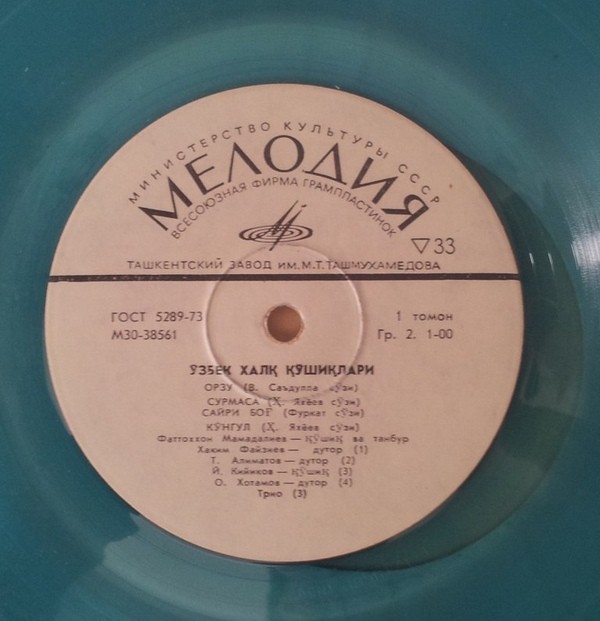 МИНИСТЕРСТВО КУЛЬТУРЫ СССР
МЕЛОДИЯ
ВСЕСОЮЗНАЯ ФИРМА ГРАМПЛАСТИНОК
▽33
ТАШКЕНТСКИЙ ЗАВОД ИМ. М.Т. ТАШМУХАМЕДОВА
ГОСТ 5289-73 1 томон
М30-38561 Гр. 2. 1-00
ЎЗБЕК ХАЛҚ ҚЎШИҚЛАРИ
ОРЗУ (В. Саъдулла сўзи)
СУРМАСА (Ҳ. Яхёев сўзи)
САЙРИ БОҒ (Фуркат сўзи)
КЎНГУЛ (Ҳ. Яхёев сўзи)
Фаттоххон Мамадалиев — қўшиқ ва танбур
Хаким Файзиев — дутор (1)
Т. Алиматов — дутор (2)
Й. Кийиков — қўшиқ (3)
О. Хотамов — дутор (4)
Трио (3)